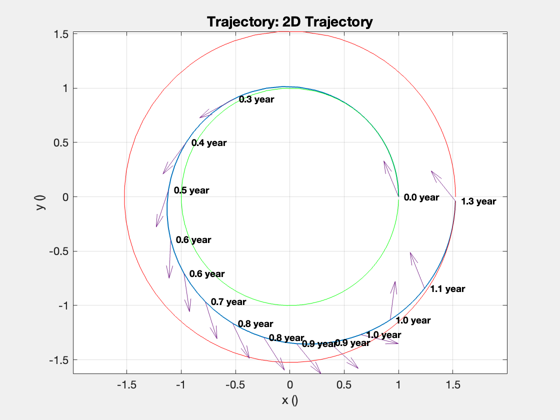 Trajectory: 2D Trajectory
1.5
1
0.5
0
-0.5
-1
-1.5
y ()
-1.5
-1
-0.5
0
0.5
1
1.5
x ()
0.0 year
0.3 year
0.4 year
0.5 year
0.6 year
0.6 year
0.7 year
0.8 year
0.8 year
0.9 year
0.9 year
1.0 year
1.0 year
1.1 year
1.3 year